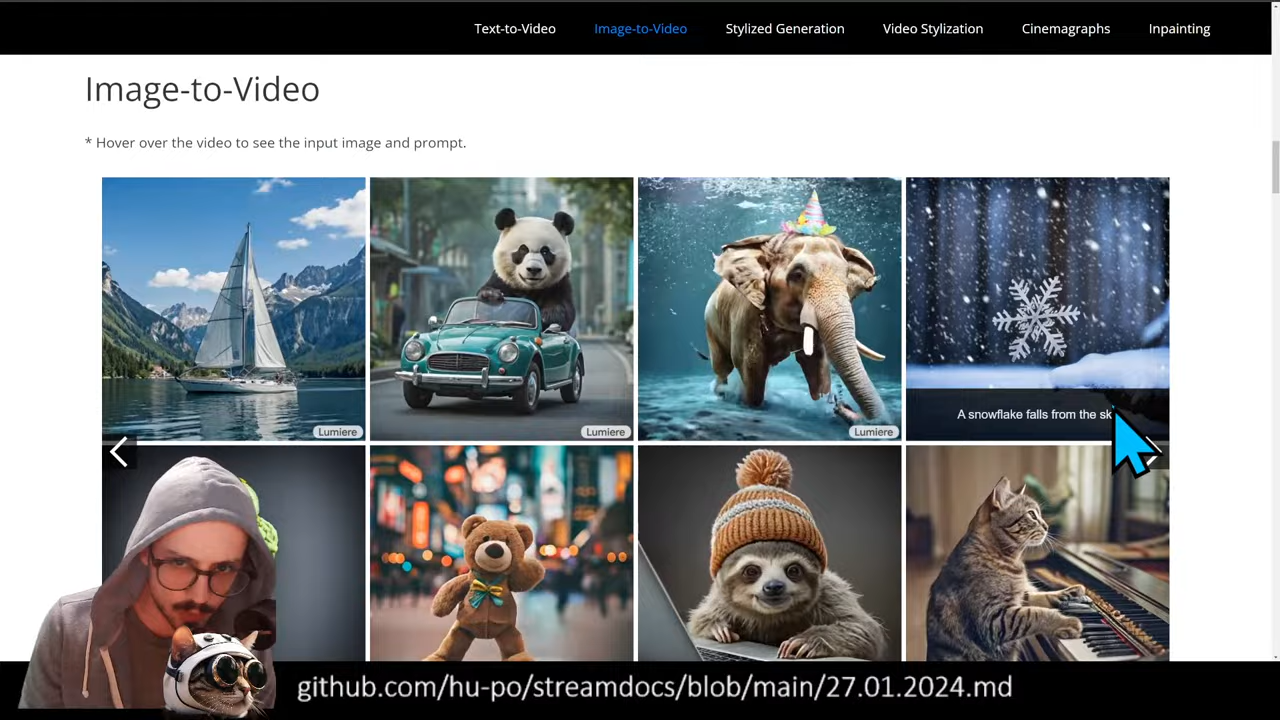 Text-to-Video Image-to-Video Stylized Generation Video Stylization Cinemagraphs Inpainting
Image-to-Video
* Hover over the video to see the input image and prompt.
Lumiere
Lumiere
Lumiere
A snowflake falls from the
github.com/hu-po/streamdocs/blob/main/27.01.2024.md